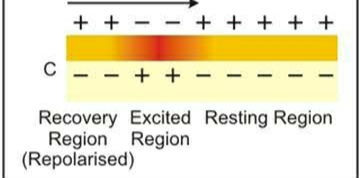 + + − − + + + + +
C
− − + + − − − − −
Recovery Excited Resting Region
Region Region
(Repolarised)